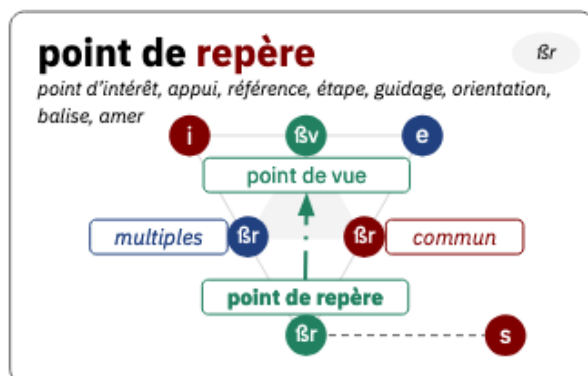 point de repère
ßr
point d'intérêt, appui, référence, étape, guidage, orientation,
balise, amer
i
ßv
e
point de vue
multiples
ßr
ßr
commun
point de repère
ßr
s